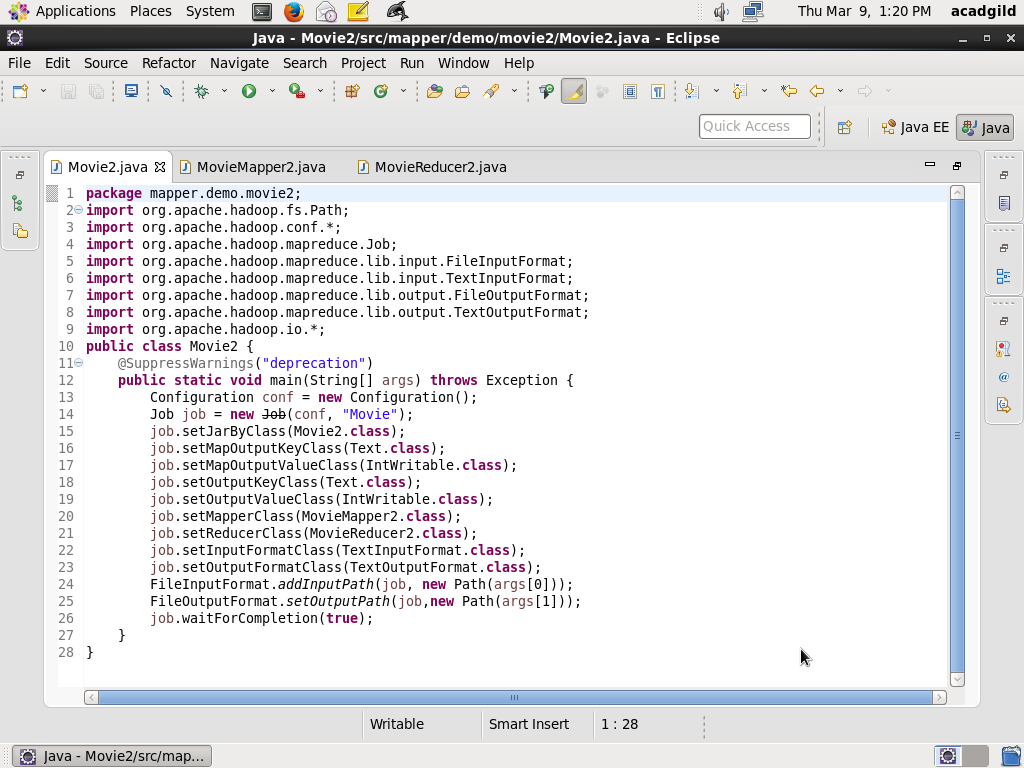 Applications Places System Thu Mar 9, 1:20 PM acadgild
Java - Movie2/src/mapper/demo/movie2/Movie2.java - Eclipse
File Edit Source Refactor Navigate Search Project Run Window Help
Quick Access Java EE Java
Movie2.java MovieMapper2.java MovieReducer2.java
1 package mapper.demo.movie2;
2 import org.apache.hadoop.fs.Path;
3 import org.apache.hadoop.conf.*;
4 import org.apache.hadoop.mapreduce.Job;
5 import org.apache.hadoop.mapreduce.lib.input.FileInputFormat;
6 import org.apache.hadoop.mapreduce.lib.input.TextInputFormat;
7 import org.apache.hadoop.mapreduce.lib.output.FileOutputFormat;
8 import org.apache.hadoop.mapreduce.lib.output.TextOutputFormat;
9 import org.apache.hadoop.io.*;
10 public class Movie2 {
11     @SuppressWarnings("deprecation")
12     public static void main(String[] args) throws Exception {
13         Configuration conf = new Configuration();
14         Job job = new Job(conf, "Movie");
15         job.setJarByClass(Movie2.class);
16         job.setMapOutputKeyClass(Text.class);
17         job.setMapOutputValueClass(IntWritable.class);
18         job.setOutputKeyClass(Text.class);
19         job.setOutputValueClass(IntWritable.class);
20         job.setMapperClass(MovieMapper2.class);
21         job.setReducerClass(MovieReducer2.class);
22         job.setInputFormatClass(TextInputFormat.class);
23         job.setOutputFormatClass(TextOutputFormat.class);
24         FileInputFormat.addInputPath(job, new Path(args[0]));
25         FileOutputFormat.setOutputPath(job,new Path(args[1]));
26         job.waitForCompletion(true);
27     }
28 }
Writable Smart Insert 1 : 28
Java - Movie2/src/map...